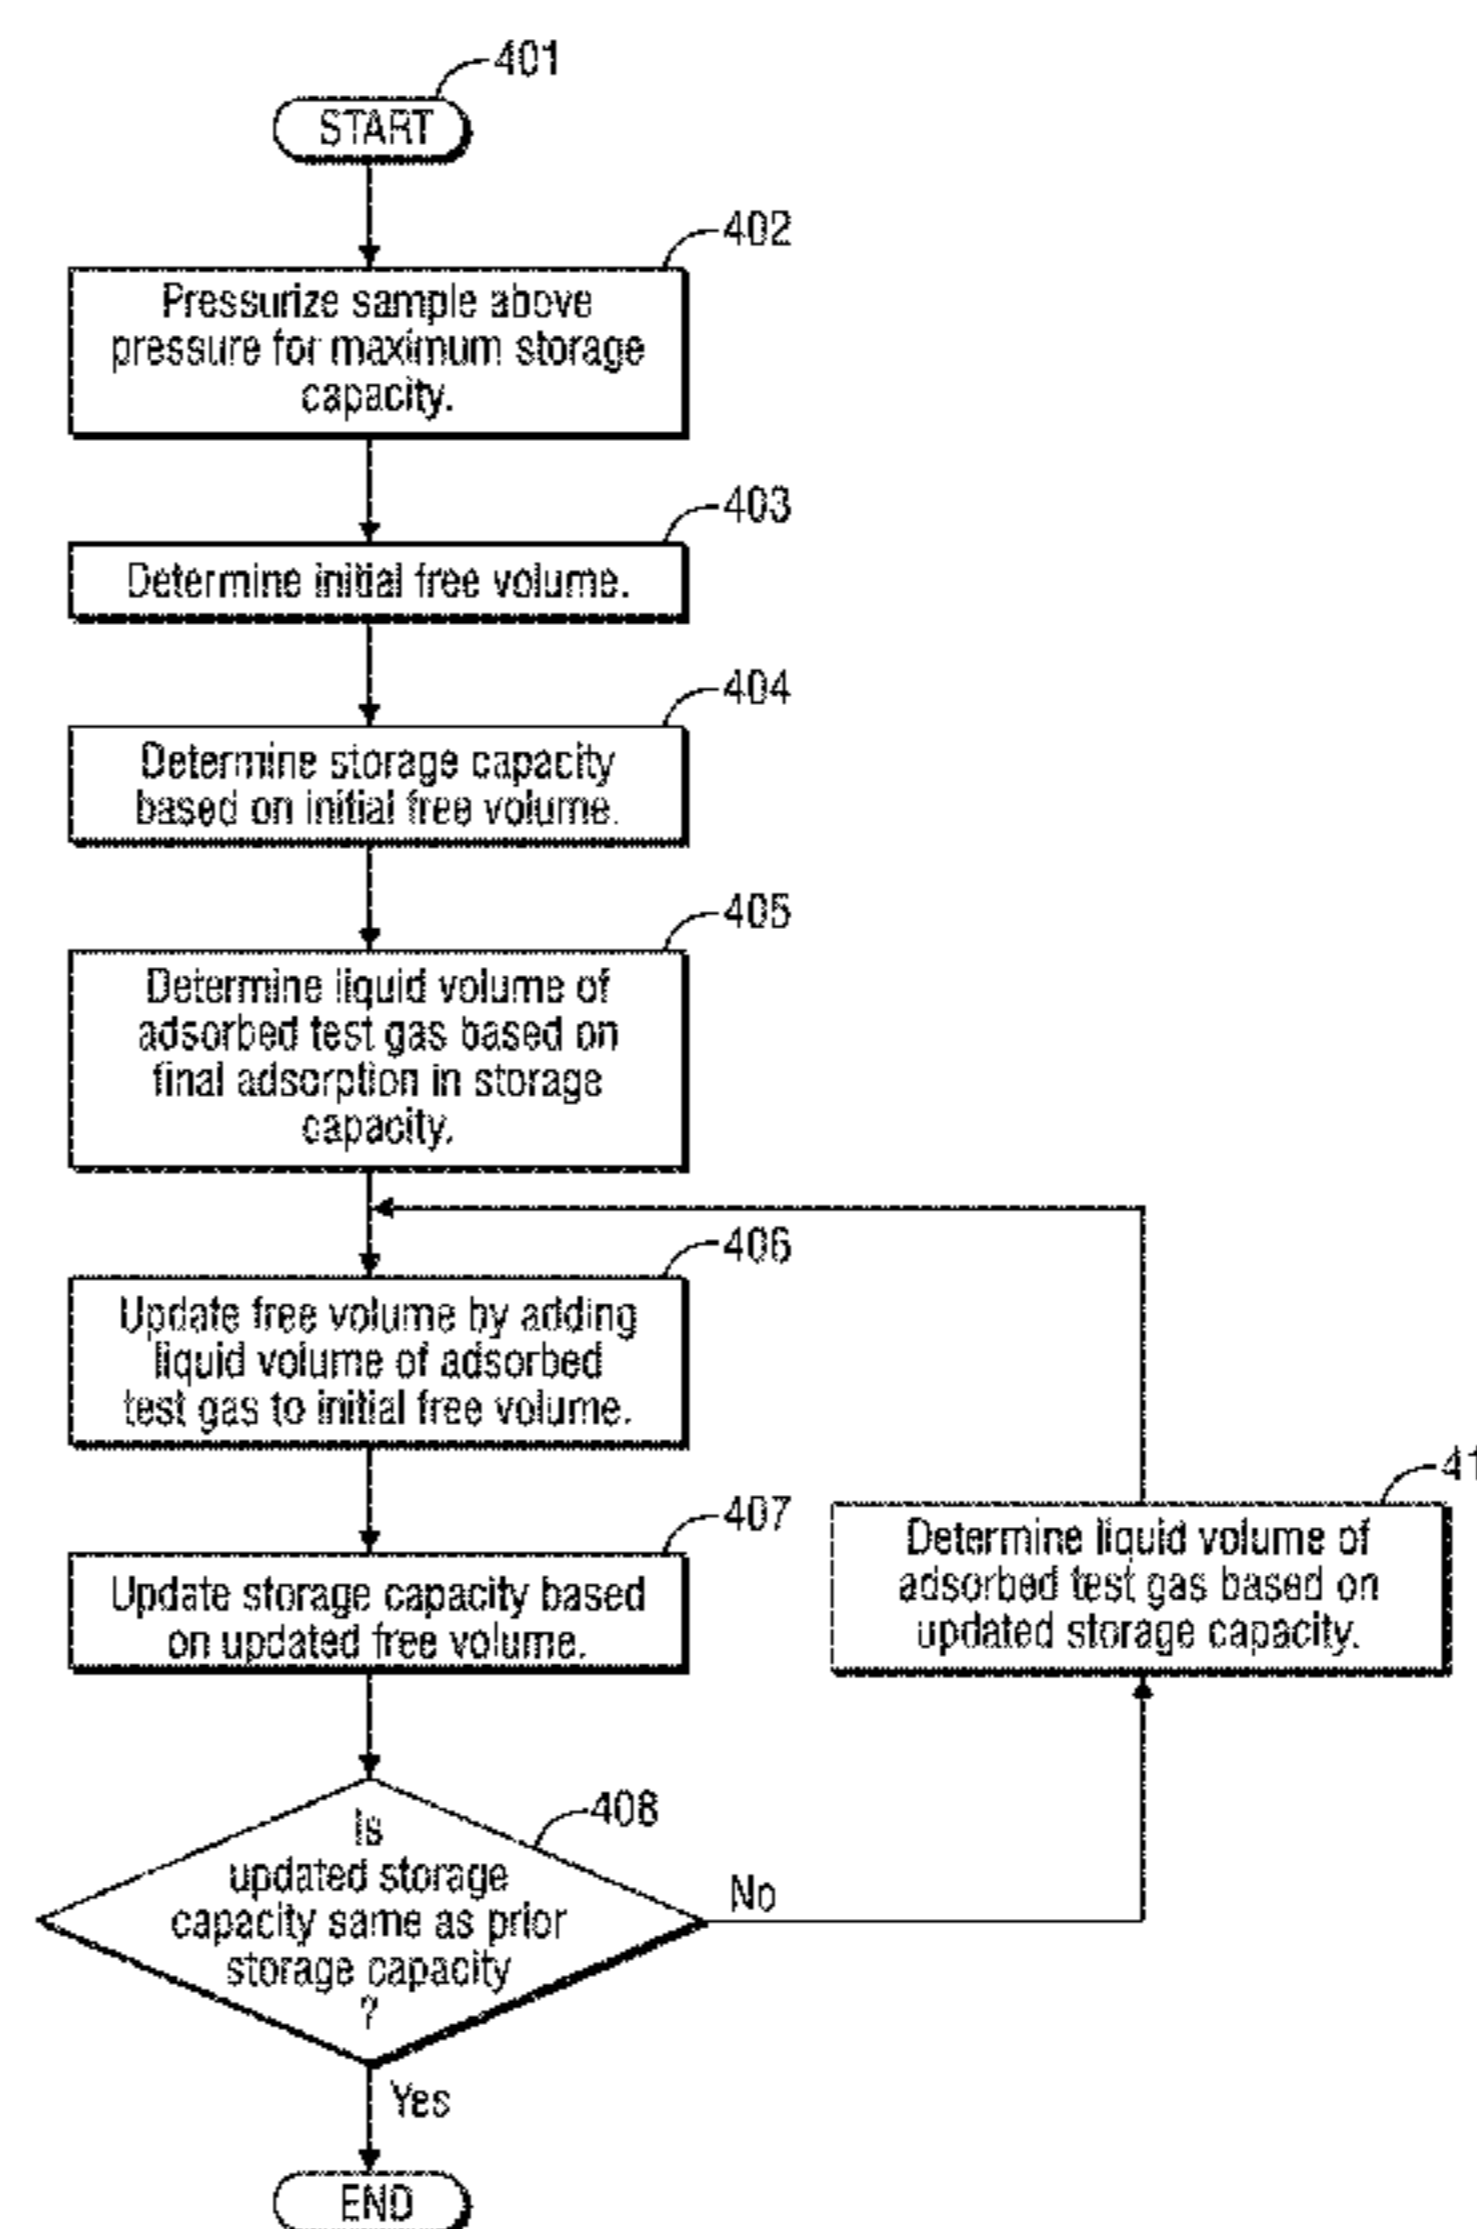 401
START
402
Pressurize sample above
pressure for maximum storage
capacity.
403
Determine initial free volume.
404
Determine storage capacity
based on initial free volume.
405
Determine liquid volume of
adsorbed test gas based on
final adsorption in storage
capacity.
406
Update free volume by adding
liquid volume of adsorbed
test gas to initial free volume.
407
Update storage capacity based
on updated free volume.
41
Determine liquid volume of
adsorbed test gas based on
updated storage capacity.
408
Is
updated storage
capacity same as prior
storage capacity
?
No
Yes
END